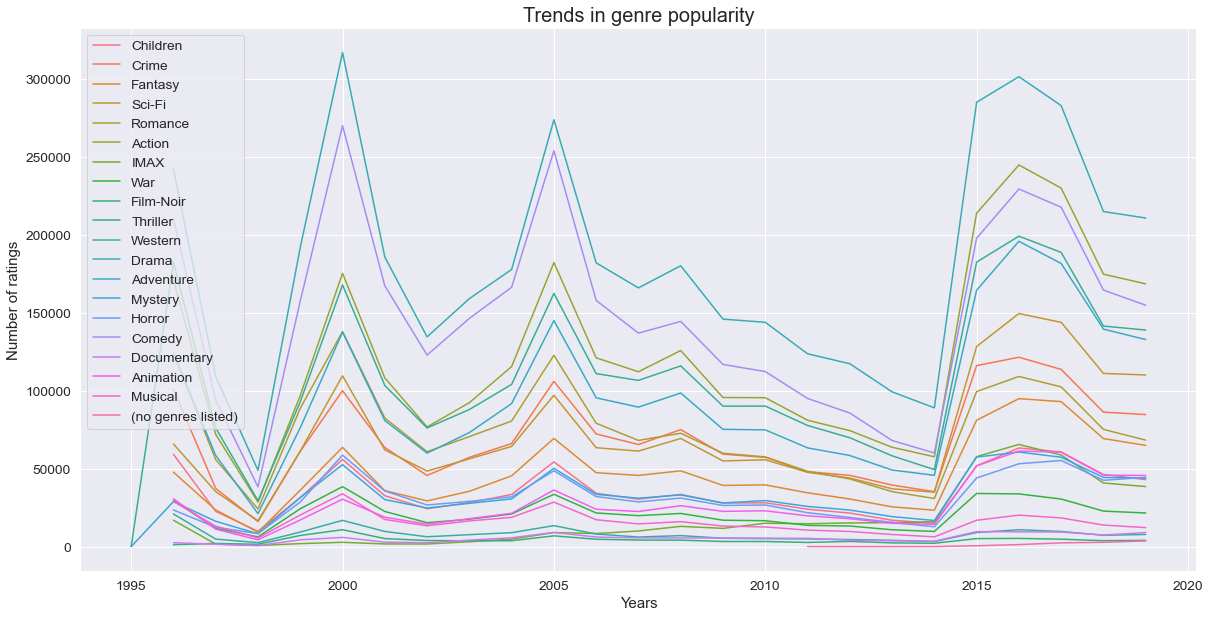 Trends in genre popularity
Children
Crime
Fantasy
Sci-Fi
Romance
Action
IMAX
War
Film-Noir
Thriller
Western
Drama
Adventure
Mystery
Horror
Comedy
Documentary
Animation
Musical
(no genres listed)
Number of ratings
300000
250000
200000
150000
100000
50000
0
1995
2000
2005
2010
2015
2020
Years